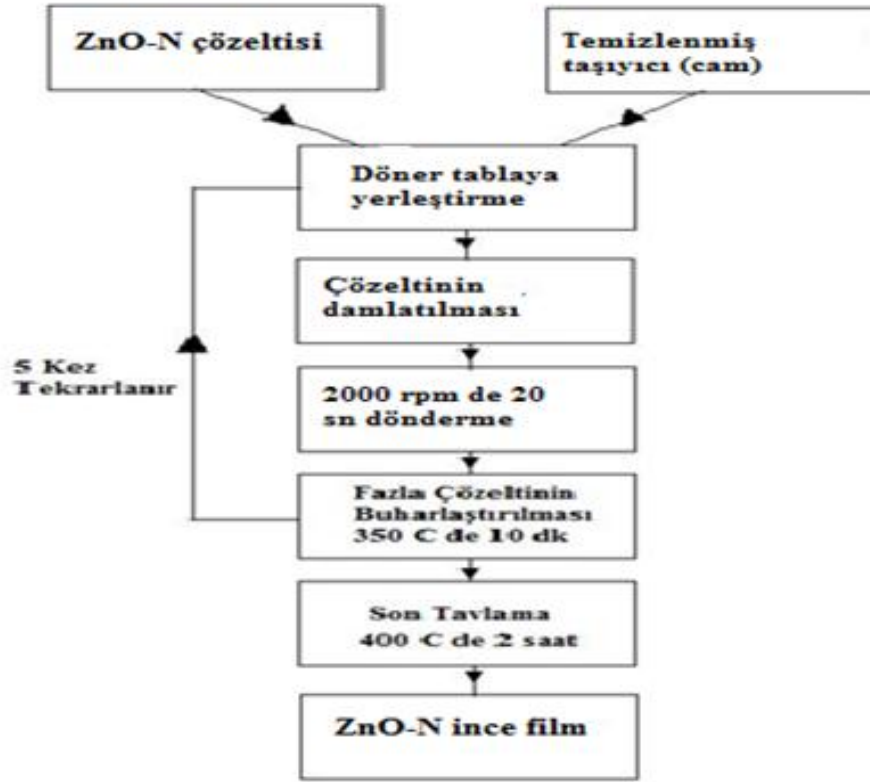 ZnO-N çözeltisi
Temizlenmiş
taşıyıcı (cam)
Döner tablaya
yerleştirme
Çözeltinin
damlatılması
5 Kez
Tekrarlanır
2000 rpm de 20
sn dönderme
Fazla Çözeltinin
Buharlaştırılması
350 C de 10 dk
Son Tavlama
400 C de 2 saat
ZnO-N ince film